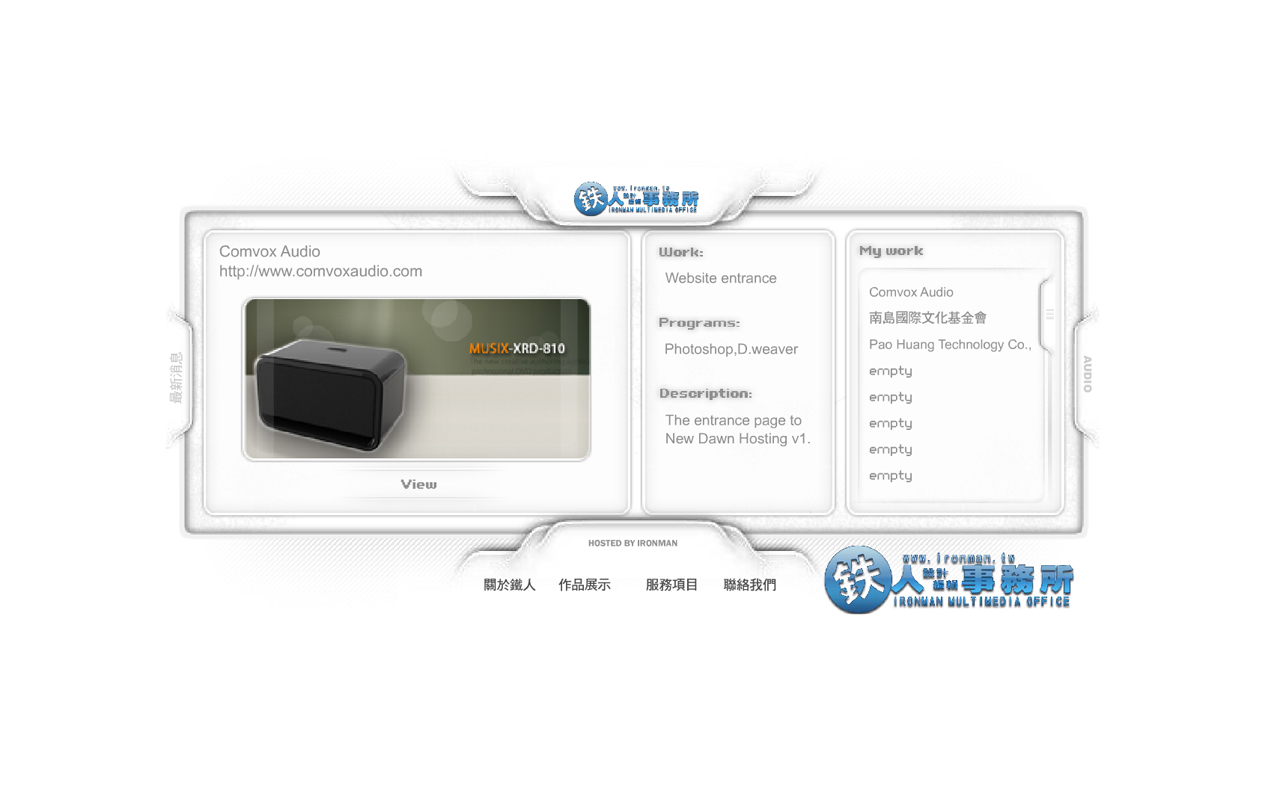 www.ironman.tw
鉄人設計編輯事務所
IRONMAN MULTIMEDIA OFFICE
Comvox Audio
http://www.comvoxaudio.com
MUSIX-XRD-810
View
Work:
Website entrance
Programs:
Photoshop,D.weaver
Description:
The entrance page to
New Dawn Hosting v1.
My work
Comvox Audio
南島國際文化基金會
Pao Huang Technology Co.,
empty
empty
empty
empty
empty
最新消息
AUDIO
HOSTED BY IRONMAN
關於鐵人
作品展示
服務項目
聯絡我們
www.ironman.tw
鉄人設計編輯事務所
IRONMAN MULTIMEDIA OFFICE